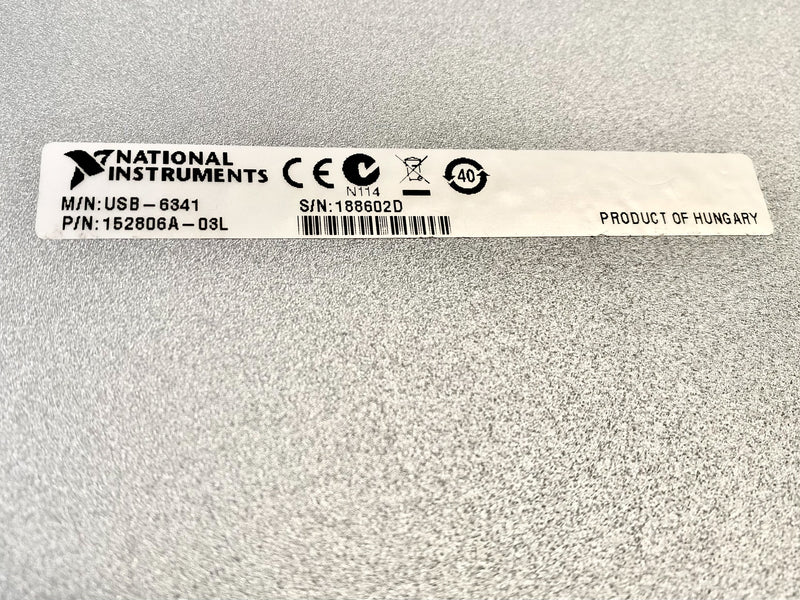 NATIONAL
INSTRUMENTS
N114
40
M/N:USB-6341
S/N:188602D
P/N:152806A-03L
PRODUCT OF HUNGARY